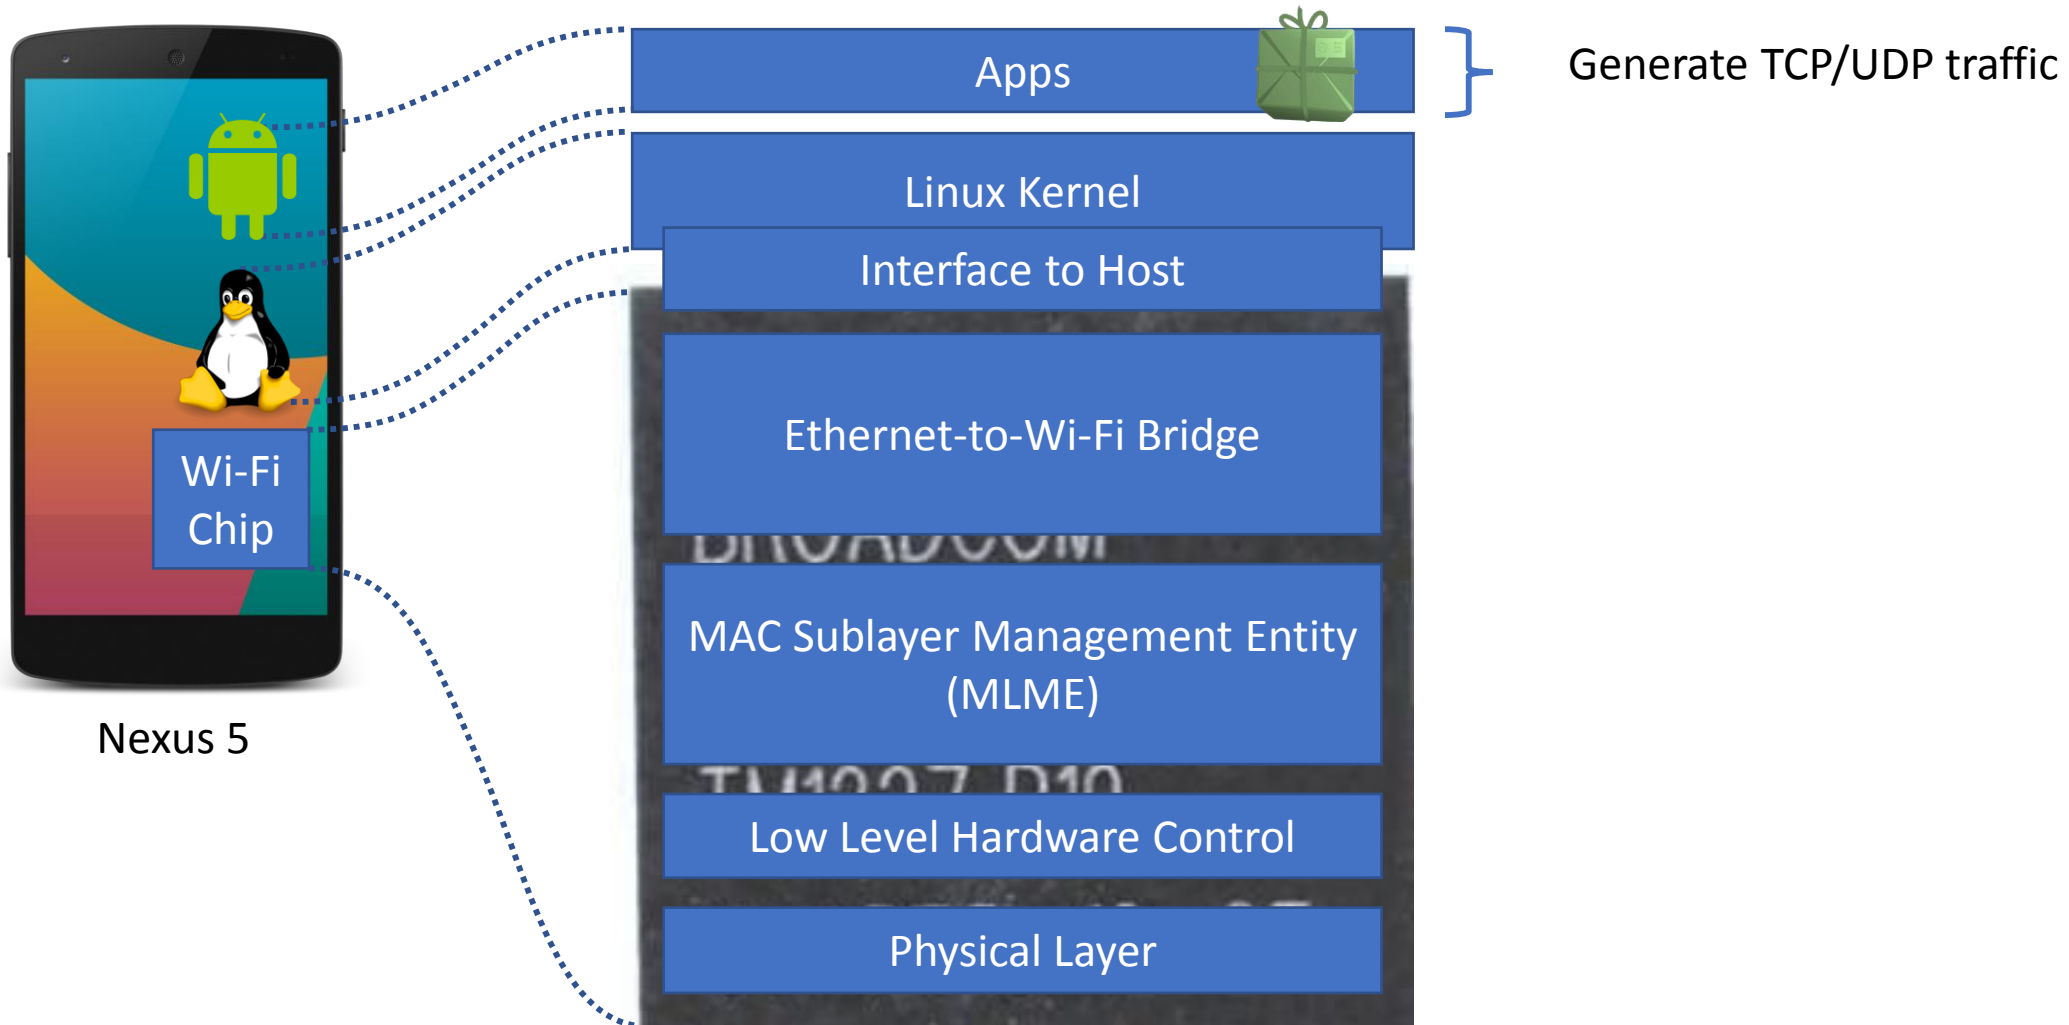 Apps
Generate TCP/UDP traffic
Linux Kernel
Interface to Host
Ethernet-to-Wi-Fi Bridge
Wi-Fi
Chip
BROADCOM
MAC Sublayer Management Entity
(MLME)
Nexus 5
Low Level Hardware Control
Physical Layer